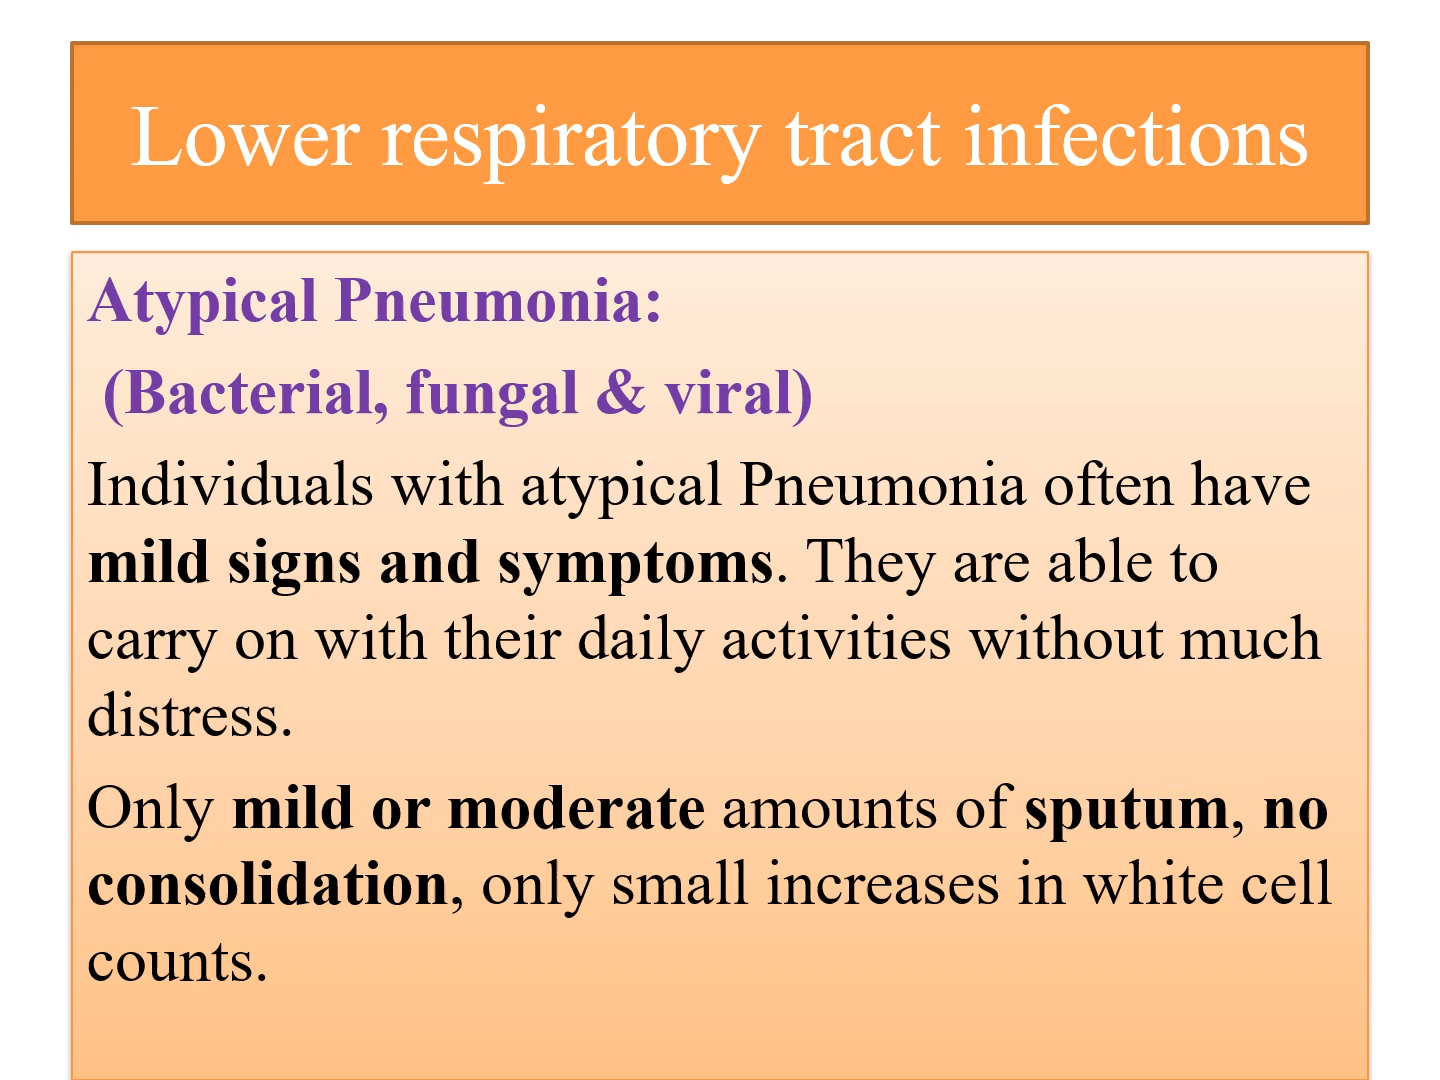 Lower respiratory tract infections
Atypical Pneumonia:
(Bacterial, fungal & viral)
Individuals with atypical Pneumonia often have
mild signs and symptoms. They are able to
carry on with their daily activities without much
distress.
Only mild or moderate amounts of sputum, no
consolidation, only small increases in white cell
counts.